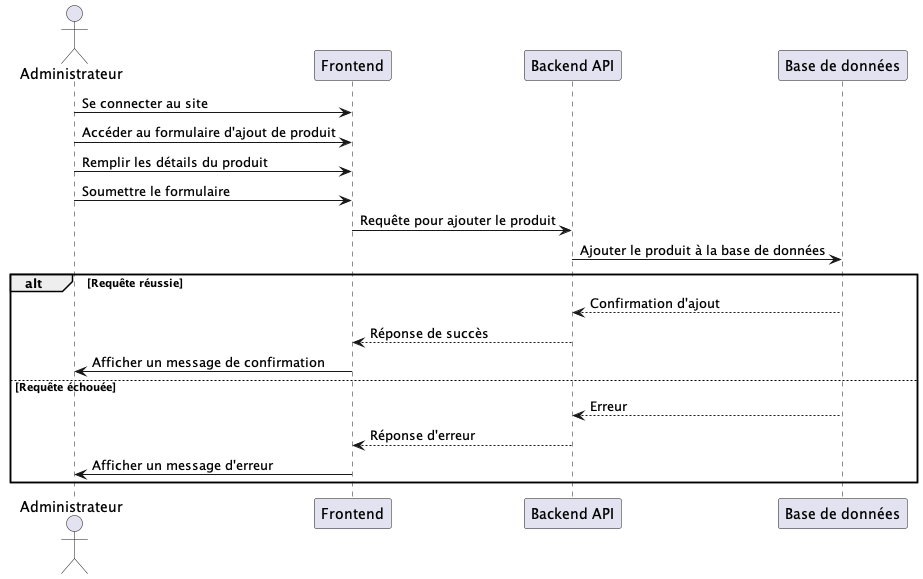 Administrateur
Frontend
Backend API
Base de données
Se connecter au site
Accéder au formulaire d'ajout de produit
Remplir les détails du produit
Soumettre le formulaire
Requête pour ajouter le produit
Ajouter le produit à la base de données
alt
[Requête réussie]
Confirmation d'ajout
Réponse de succès
Afficher un message de confirmation
[Requête échouée]
Erreur
Réponse d'erreur
Afficher un message d'erreur
Administrateur
Frontend
Backend API
Base de données